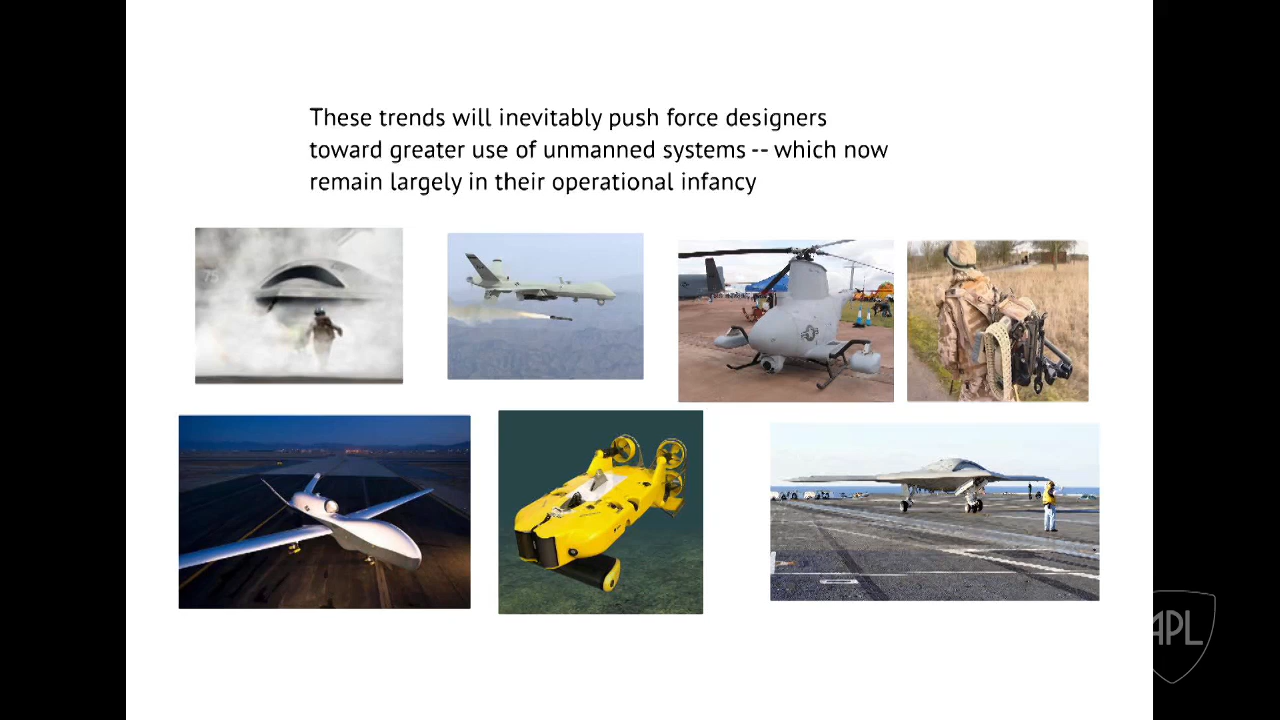 These trends will inevitably push force designers
toward greater use of unmanned systems -- which now
remain largely in their operational infancy
APL